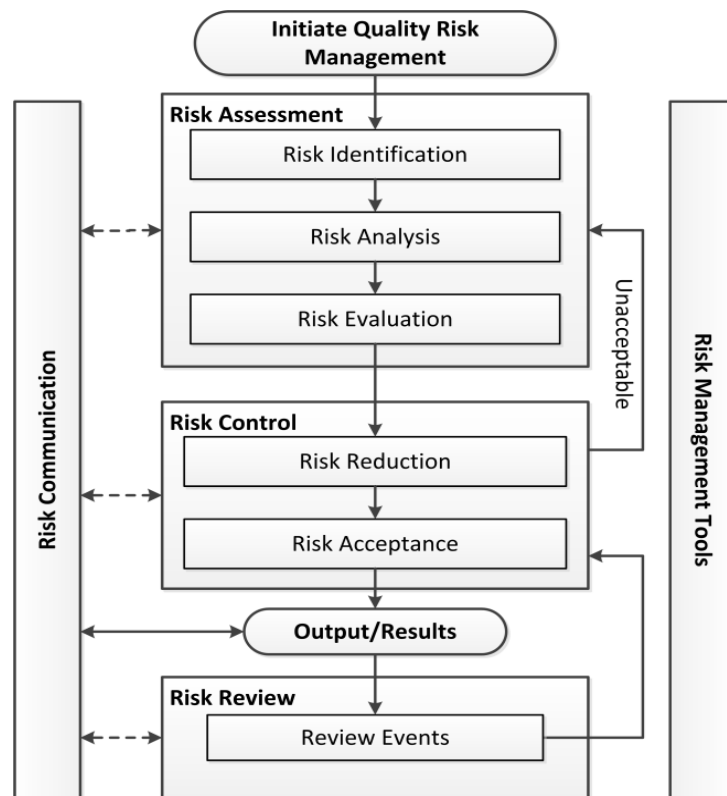 Initiate Quality Risk
Management
Risk Assessment
Risk Identification
Risk Analysis
Risk Evaluation
Unacceptable
Risk Control
Risk Reduction
Risk Acceptance
Output/Results
Risk Review
Review Events
Risk Communication
Risk Management Tools